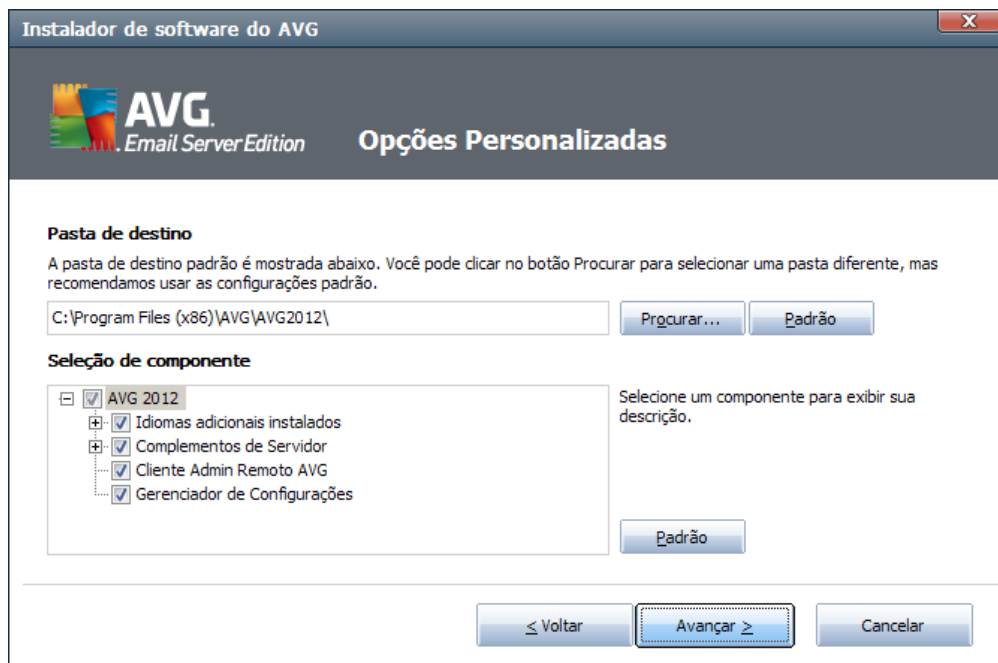 Instalador de software do AVG
X
AVG.
Email Server Edition
Opções Personalizadas
Pasta de destino
A pasta de destino padrão é mostrada abaixo. Você pode clicar no botão Procurar para selecionar uma pasta diferente, mas
recomendamos usar as configurações padrão.
C:\Program Files (x86)\AVG\AVG2012\
Procurar...
Padrão
Seleção de componente
AVG 2012
Idiomas adicionais instalados
Complementos de Servidor
Cliente Admin Remoto AVG
Gerenciador de Configurações
Selecione um componente para exibir sua
descrição.
Padrão
< Voltar
Avançar >
Cancelar